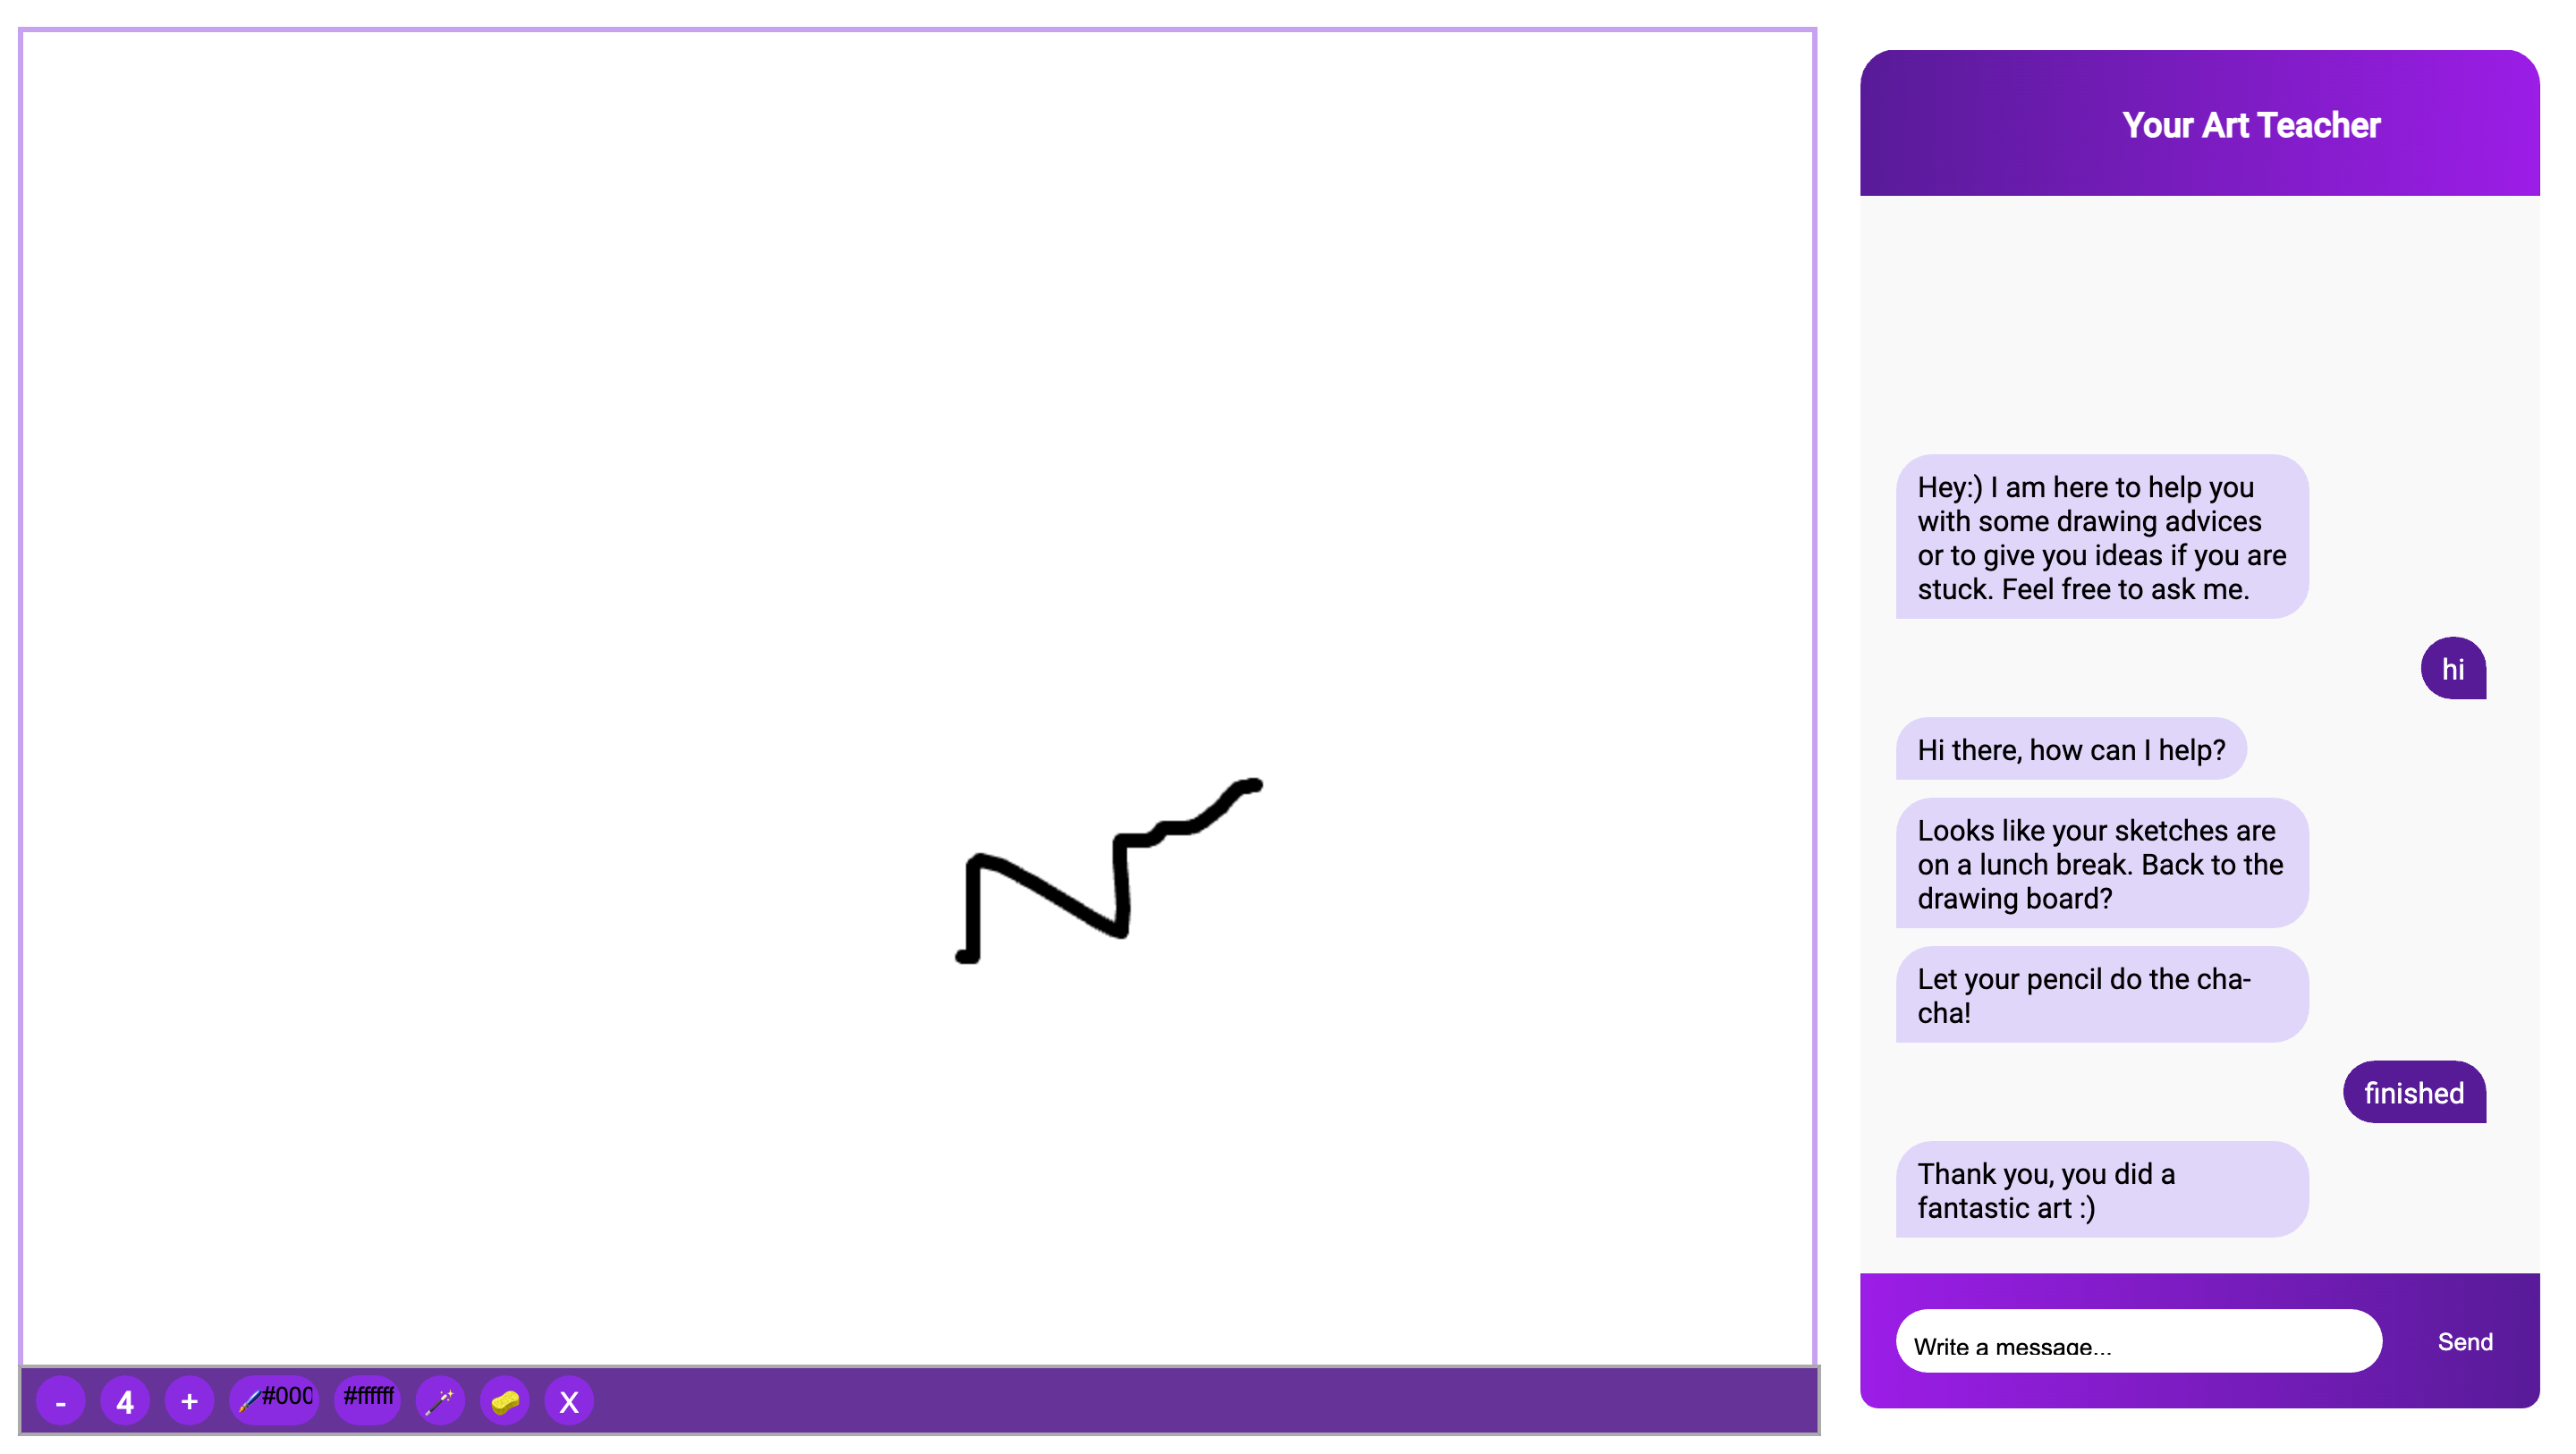 Your Art Teacher
Hey:) I am here to help you
with some drawing advices
or to give you ideas if you are
stuck. Feel free to ask me.
hi
Hi there, how can I help?
Looks like your sketches are
on a lunch break. Back to the
drawing board?
Let your pencil do the cha-
cha!
finished
Thank you, you did a
fantastic art :)
Write a message...
Send
- 4 + #000 #ffffff X